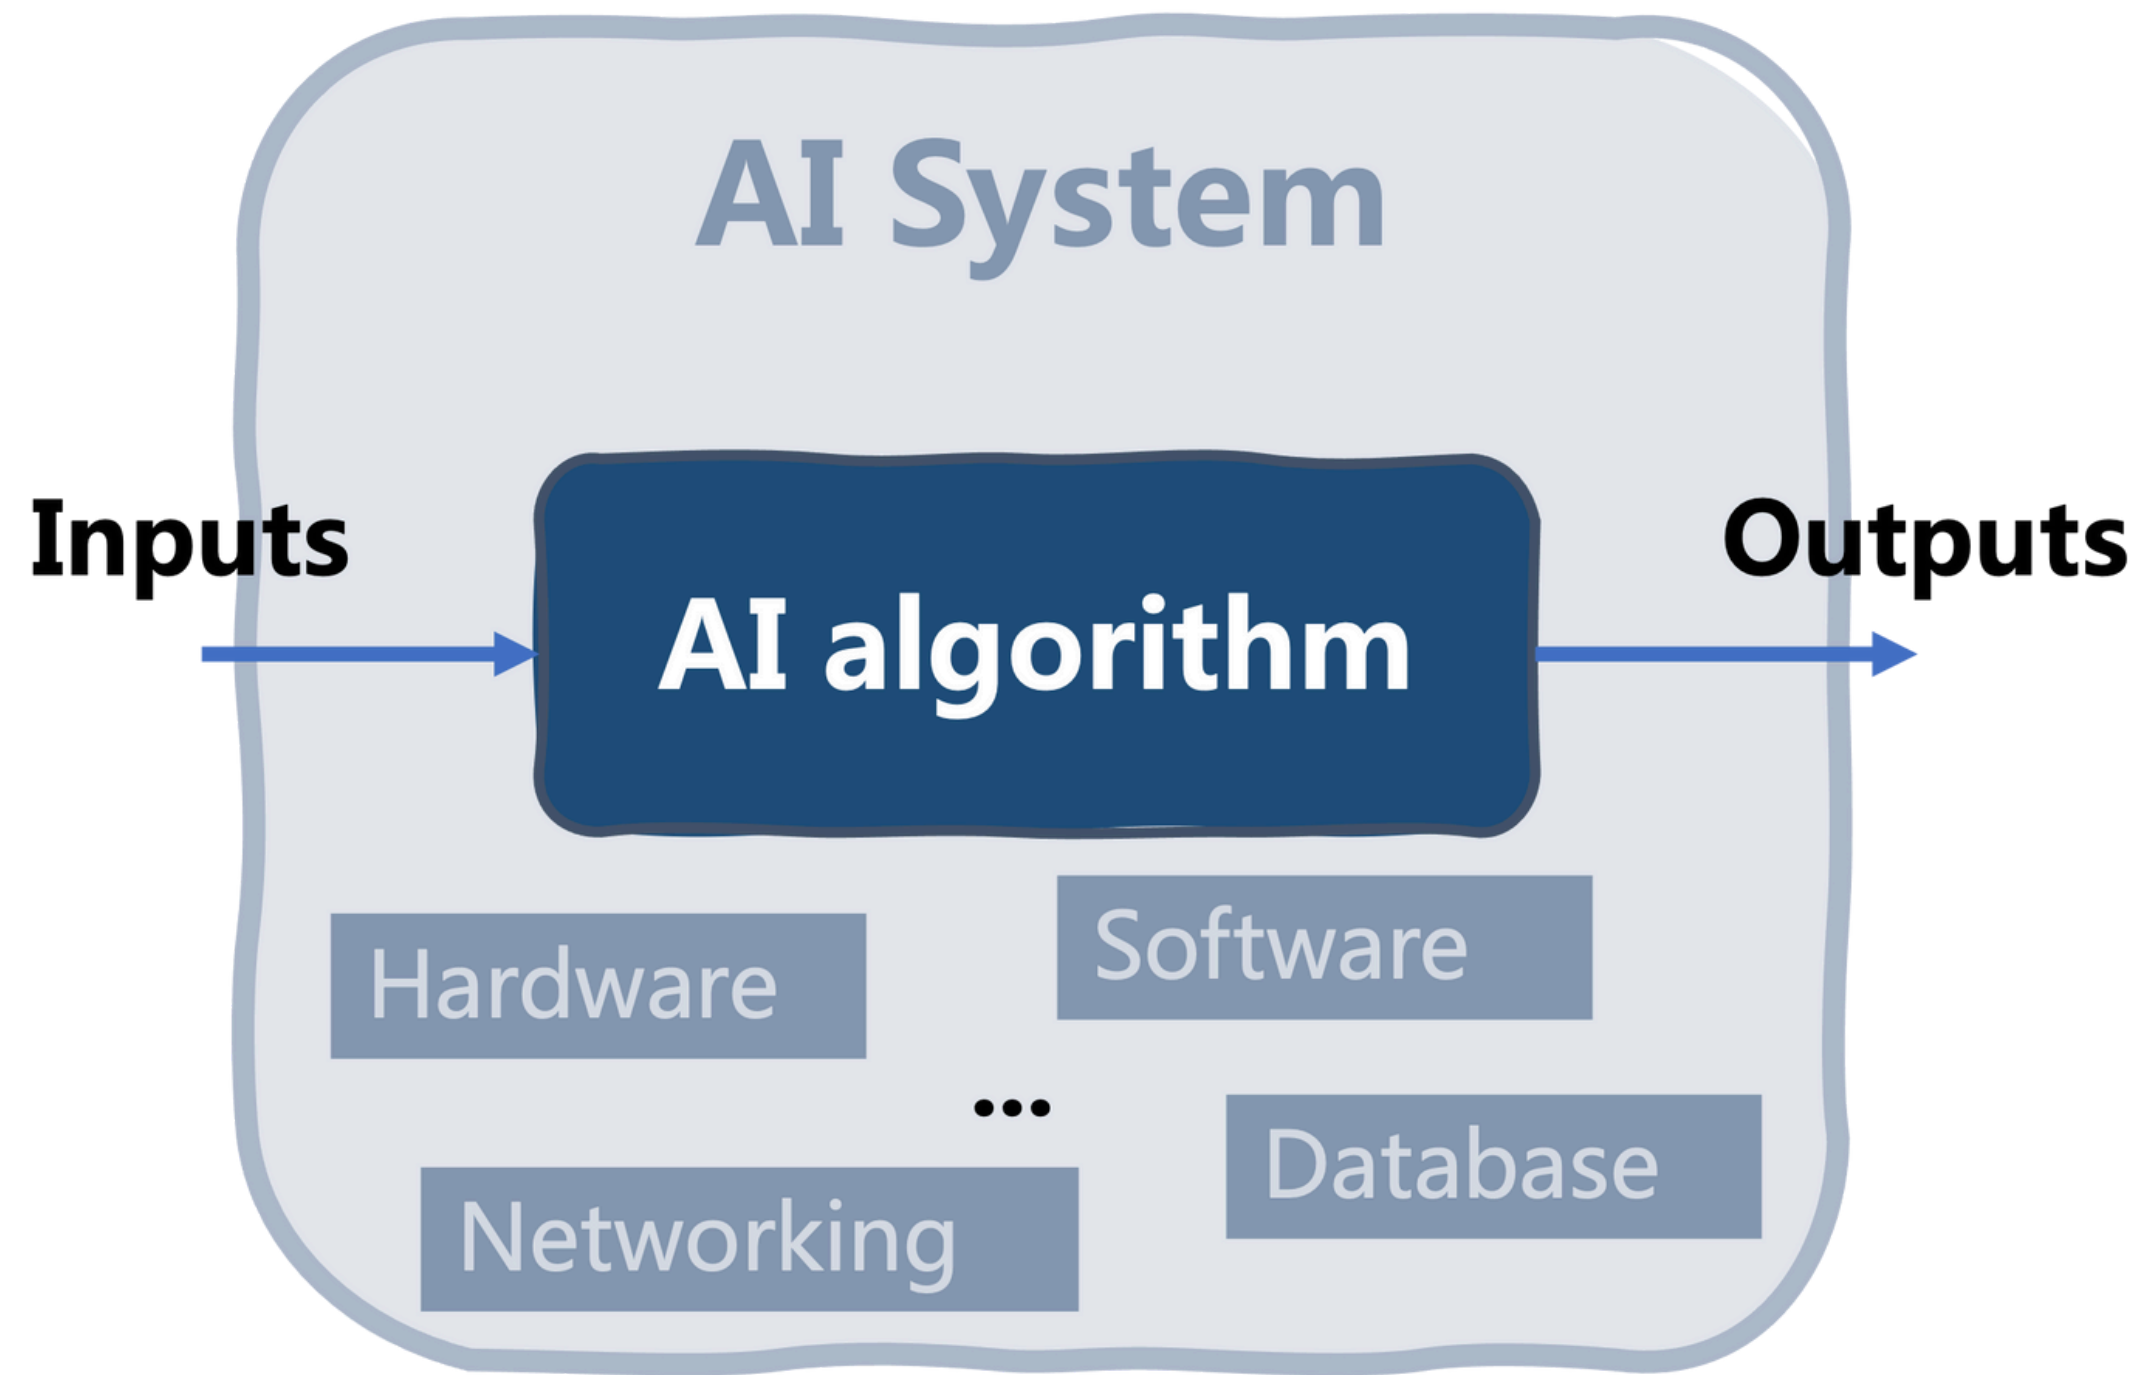 AI System
Inputs
AI algorithm
Outputs
Hardware
Software
...
Networking
Database